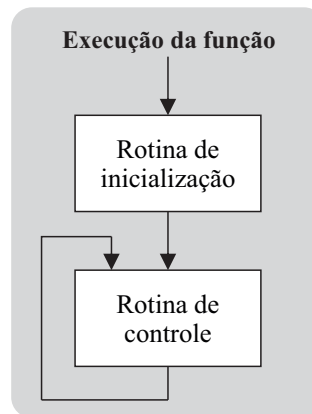 Execução da função
Rotina de
inicialização
Rotina de
controle